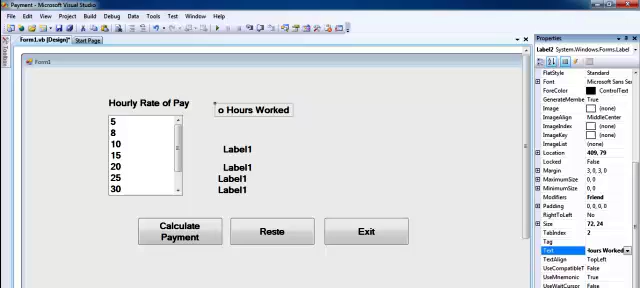 Payment - Microsoft Visual Studio
File Edit View Project Build Debug Data Tools Test Window Help
Form1.vb [Design]* Start Page
Toolbox
Form1
Hourly Rate of Pay
o Hours Worked
5
8
10
15
20
25
30
Label1
Label1
Label1
Label1
Calculate Payment
Reste
Exit
Properties
Label2 System.Windows.Forms.Label
FlatStyle Standard
Font Microsoft Sans Se
ForeColor ControlText
GenerateMembe True
Image (none)
ImageAlign MiddleCenter
ImageIndex (none)
ImageKey (none)
ImageList (none)
Location 409, 79
Locked False
Margin 3, 0, 3, 0
MaximumSize 0, 0
MinimumSize 0, 0
Modifiers Friend
Padding 0, 0, 0, 0
RightToLeft No
Size 72, 24
TabIndex 2
Tag
Text Hours Worked
TextAlign TopLeft
UseCompatibleT False
UseMnemonic True
UseWaitCursor False